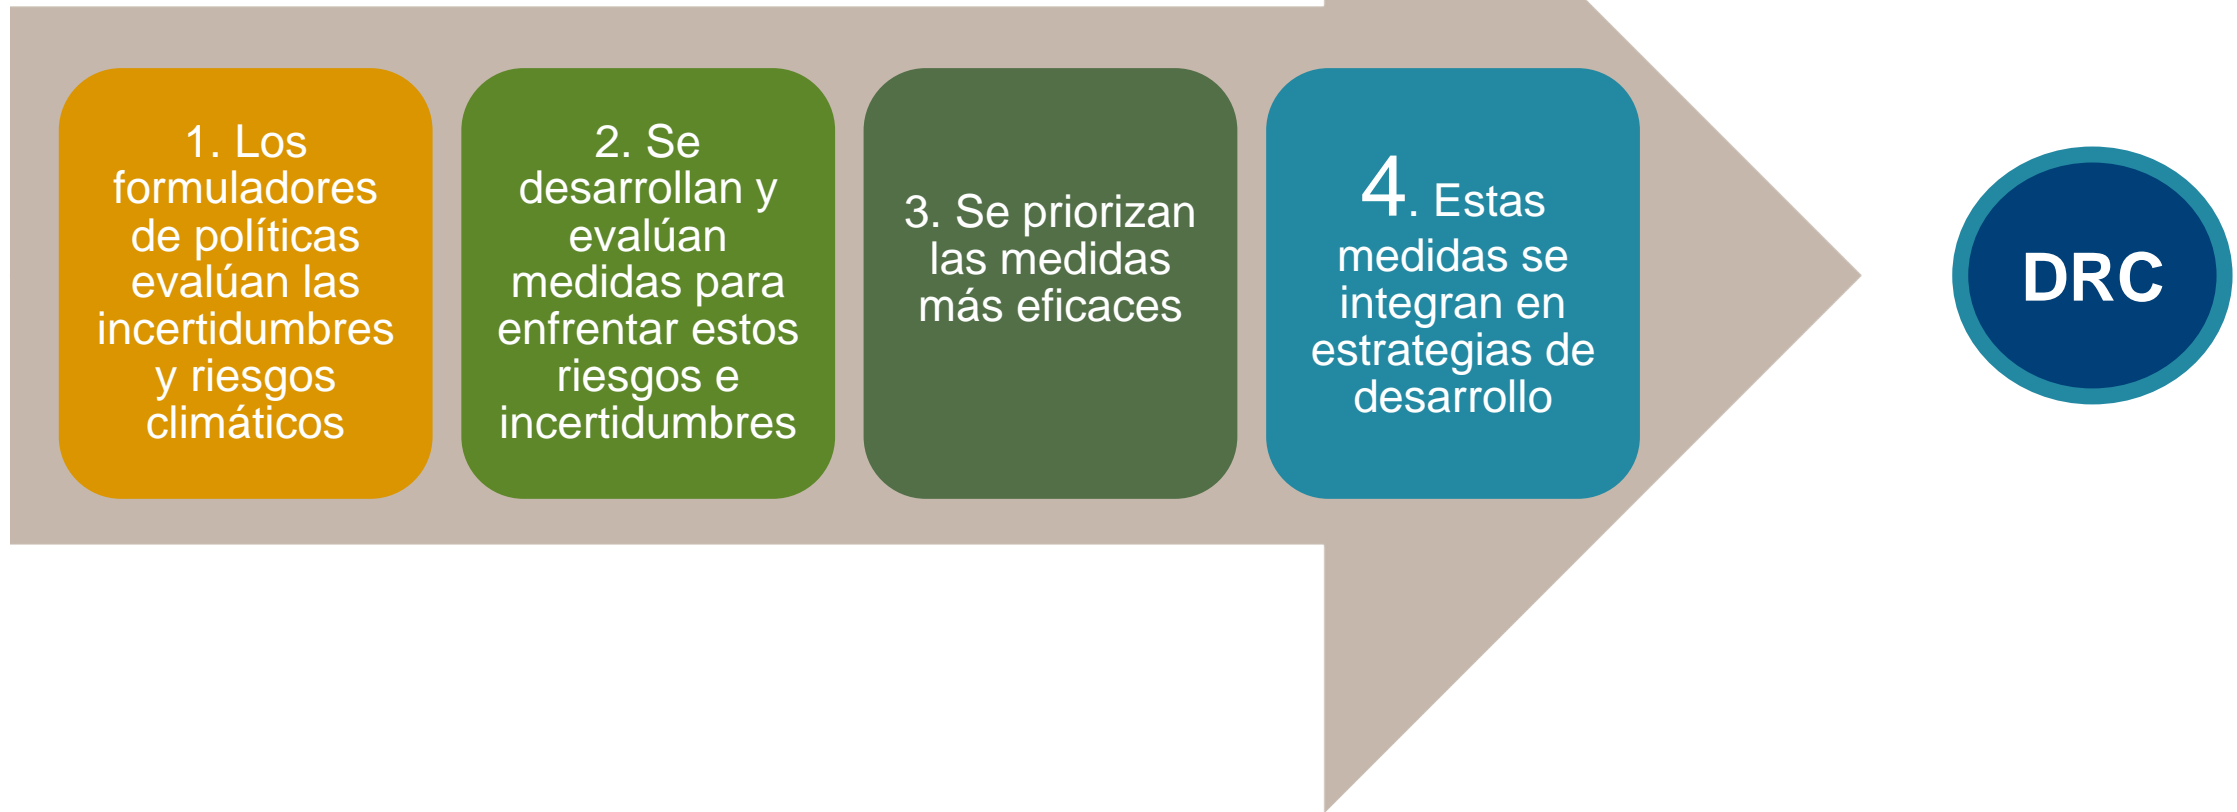 1. Los
formuladores
de políticas
evalúan las
incertidumbres
y riesgos
climáticos
2. Se
desarrollan y
evalúan
medidas para
enfrentar estos
riesgos e
incertidumbres
3. Se priorizan
las medidas
más eficaces
4. Estas
medidas se
integran en
estrategias de
desarrollo
DRC